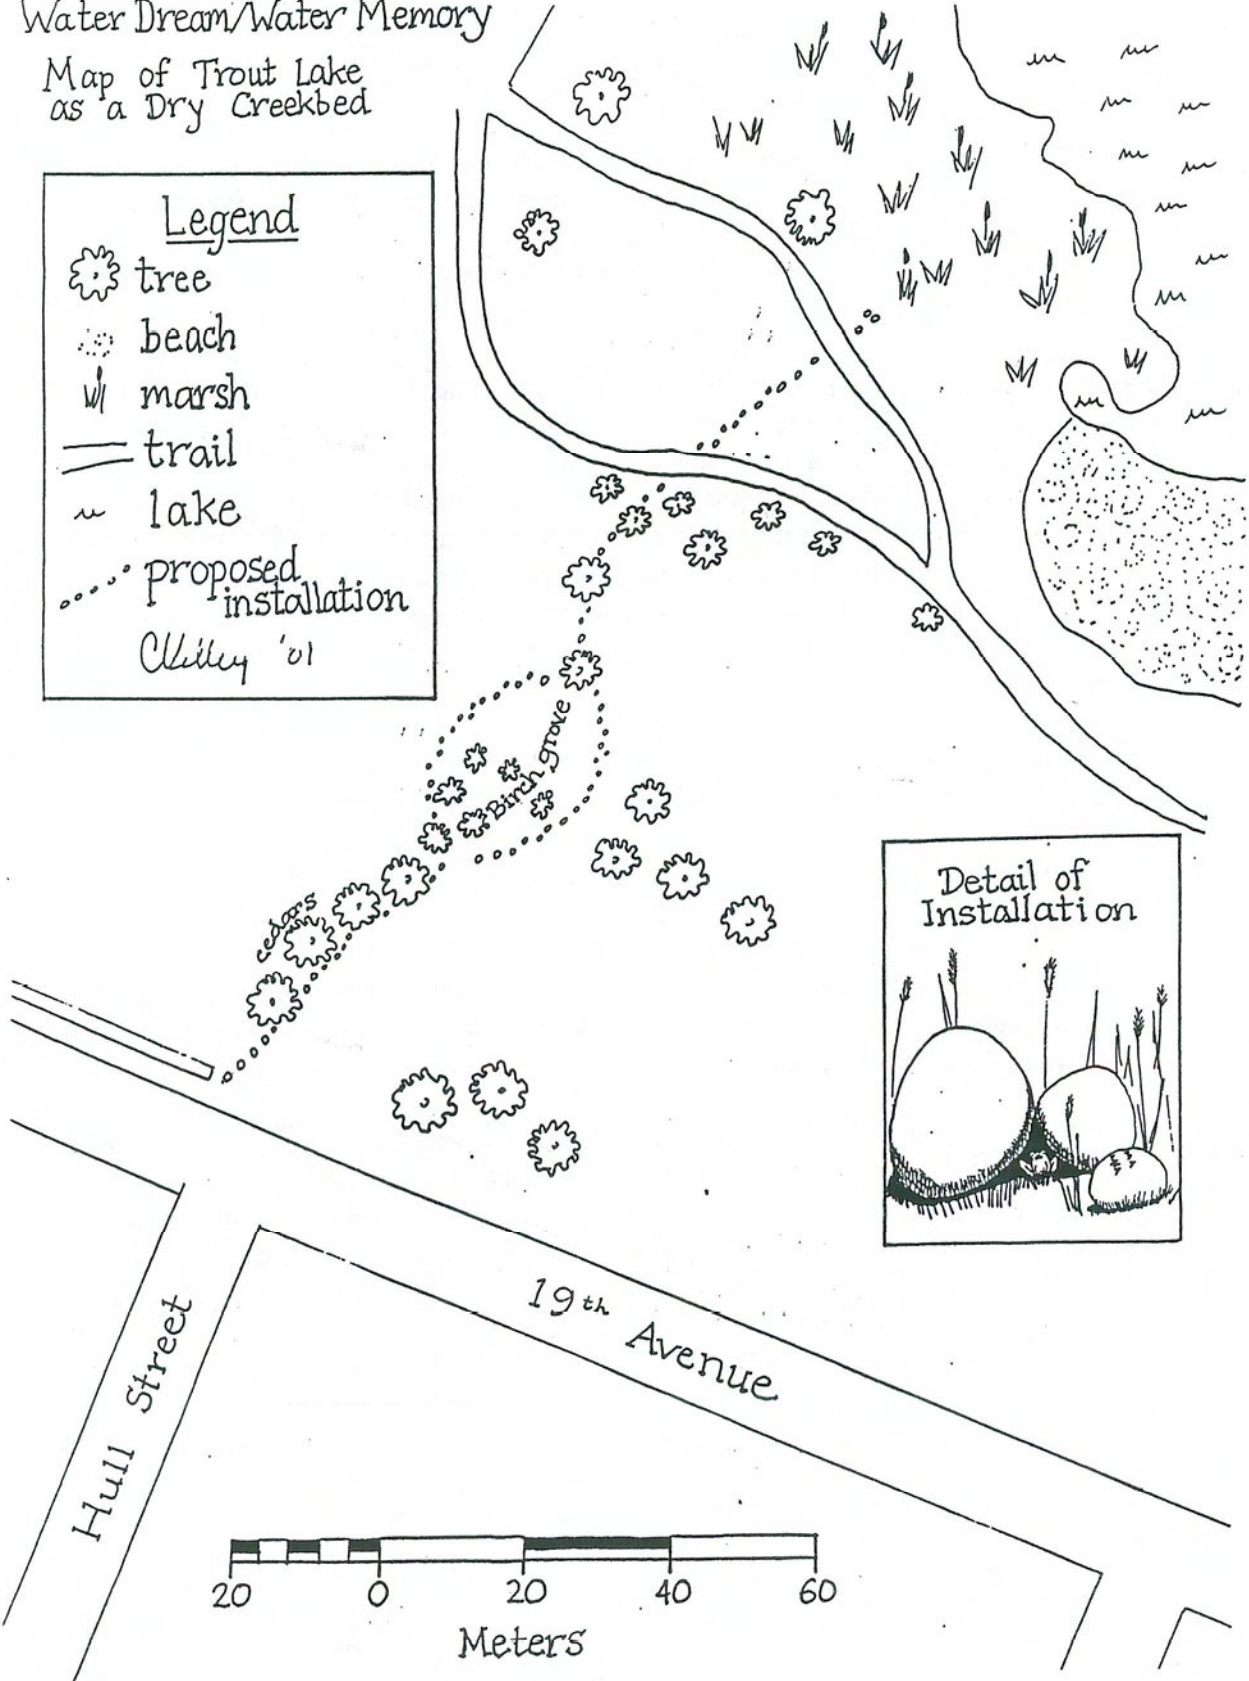 Water Dream/Water Memory
Map of Trout Lake
as a Dry Creekbed
Legend
tree
beach
marsh
trail
lake
proposed
installation
'01
Birch grove
cedars
Detail of
Installation
19th Avenue
Hull Street
20 0 20 40 60
Meters